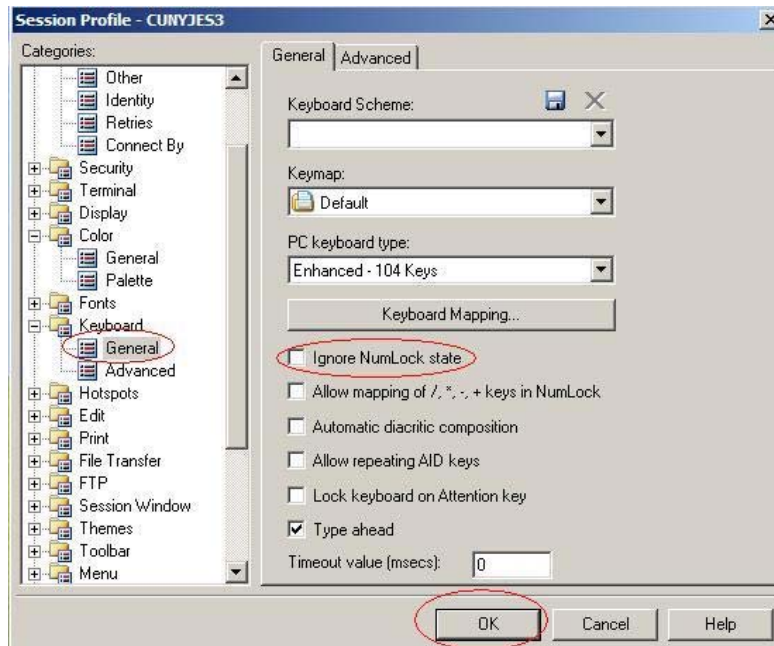 Session Profile - CUNYJES3
Categories:
Other
Identity
Retries
Connect By
Security
Terminal
Display
Color
General
Palette
Fonts
Keyboard
General
Advanced
Hotspots
Edit
Print
File Transfer
FTP
Session Window
Themes
Toolbar
Menu
General
Advanced
Keyboard Scheme:
Keymap:
Default
PC keyboard type:
Enhanced - 104 Keys
Keyboard Mapping...
Ignore NumLock state
Allow mapping of /, *, -, + keys in NumLock
Automatic diacritic composition
Allow repeating AID keys
Lock keyboard on Attention key
Type ahead
Timeout value (msecs): 0
OK Cancel Help